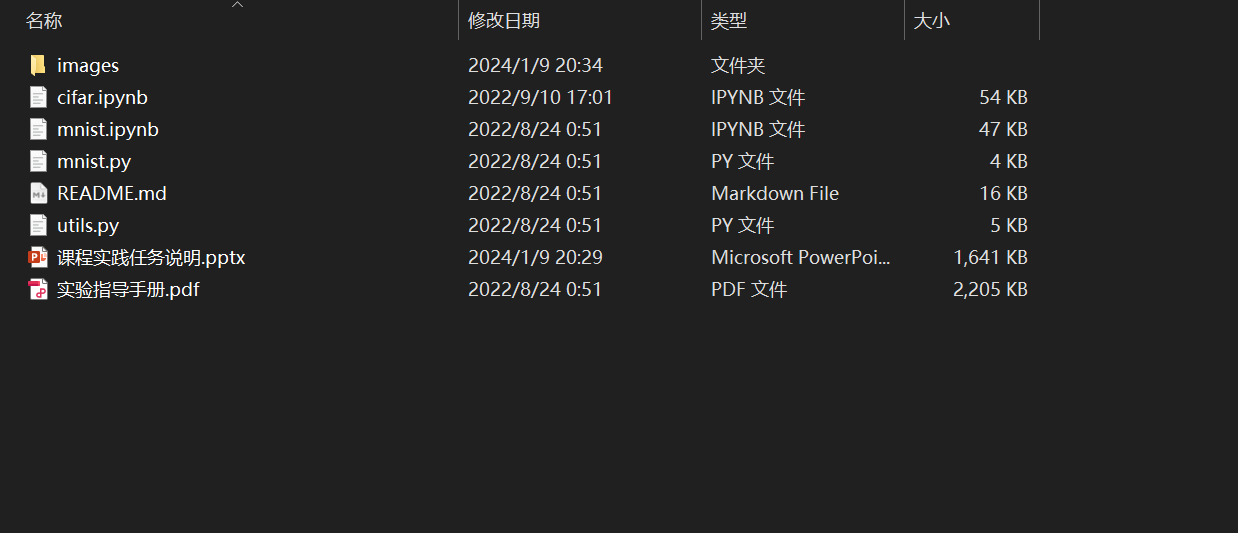 名称 修改日期 类型 大小
images 2024/1/9 20:34 文件夹
cifar.ipynb 2022/9/10 17:01 IPYNB 文件 54 KB
mnist.ipynb 2022/8/24 0:51 IPYNB 文件 47 KB
mnist.py 2022/8/24 0:51 PY 文件 4 KB
README.md 2022/8/24 0:51 Markdown File 16 KB
utils.py 2022/8/24 0:51 PY 文件 5 KB
课程实践任务说明.pptx 2024/1/9 20:29 Microsoft PowerPoi... 1,641 KB
实验指导手册.pdf 2022/8/24 0:51 PDF 文件 2,205 KB